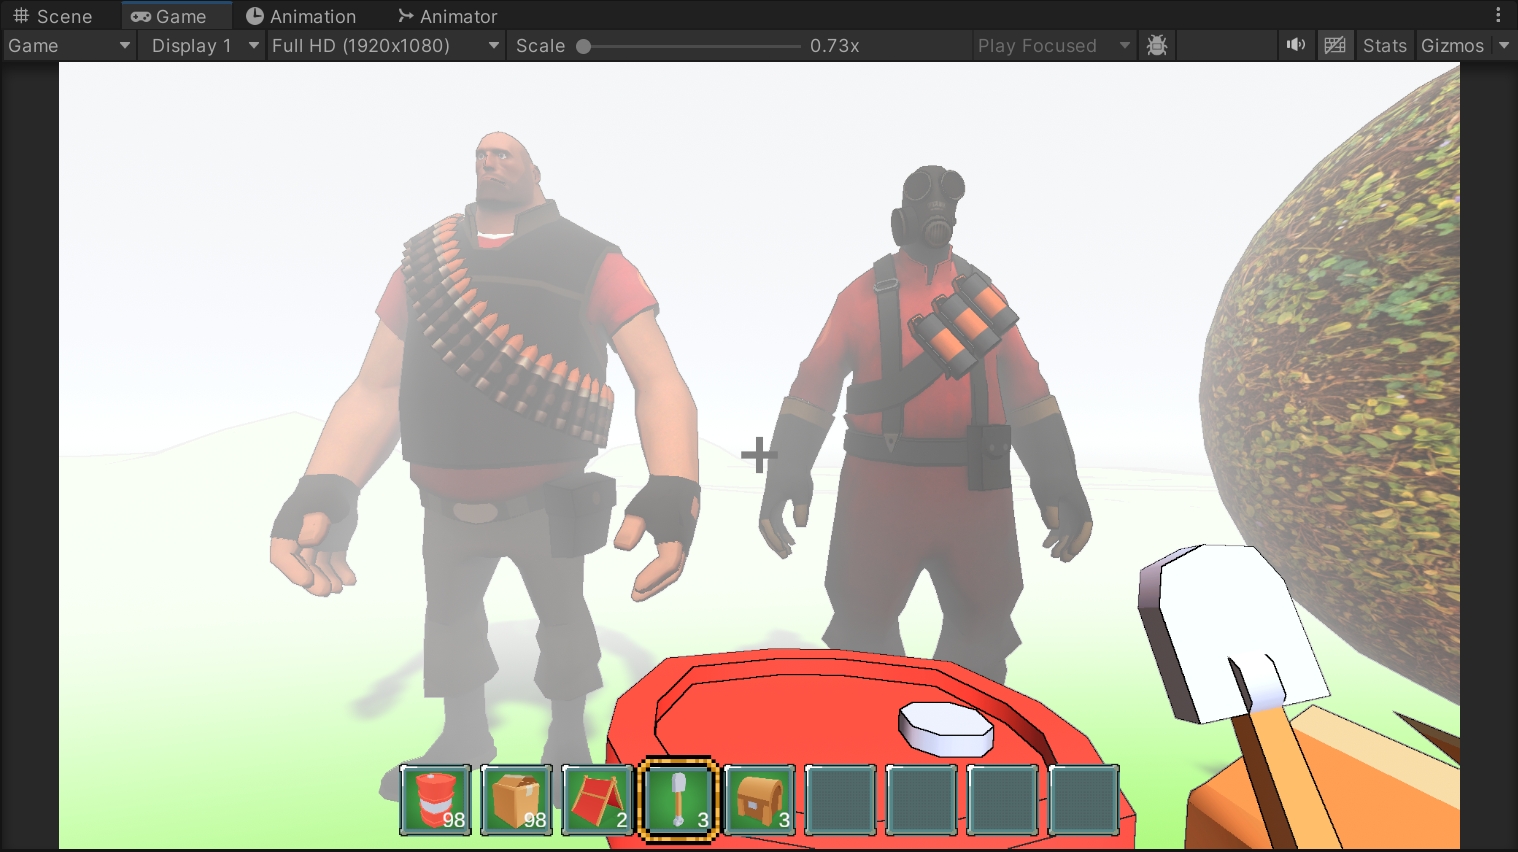 Scene Game Animation Animator
Game Display 1 Full HD (1920x1080) Scale 0.73x Play Focused Stats Gizmos
98 98 2 3 3